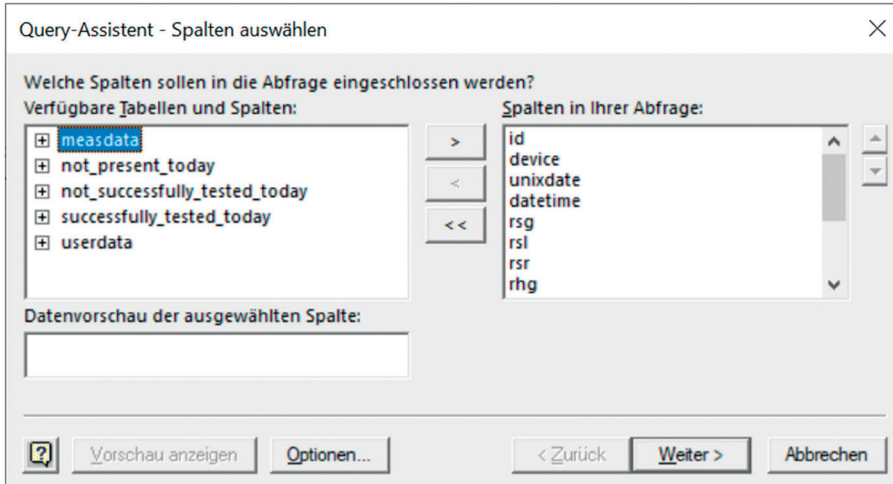 Query-Assistent - Spalten auswählen
Welche Spalten sollen in die Abfrage eingeschlossen werden?
Verfügbare Tabellen und Spalten:
measdata
not_present_today
not_successfully_tested_today
successfully_tested_today
userdata
>
<
<<
Spalten in Ihrer Abfrage:
id
device
unixdate
datetime
rsg
rsl
rsr
rhg
Datenvorschau der ausgewählten Spalte:
Vorschau anzeigen
Optionen...
< Zurück
Weiter >
Abbrechen